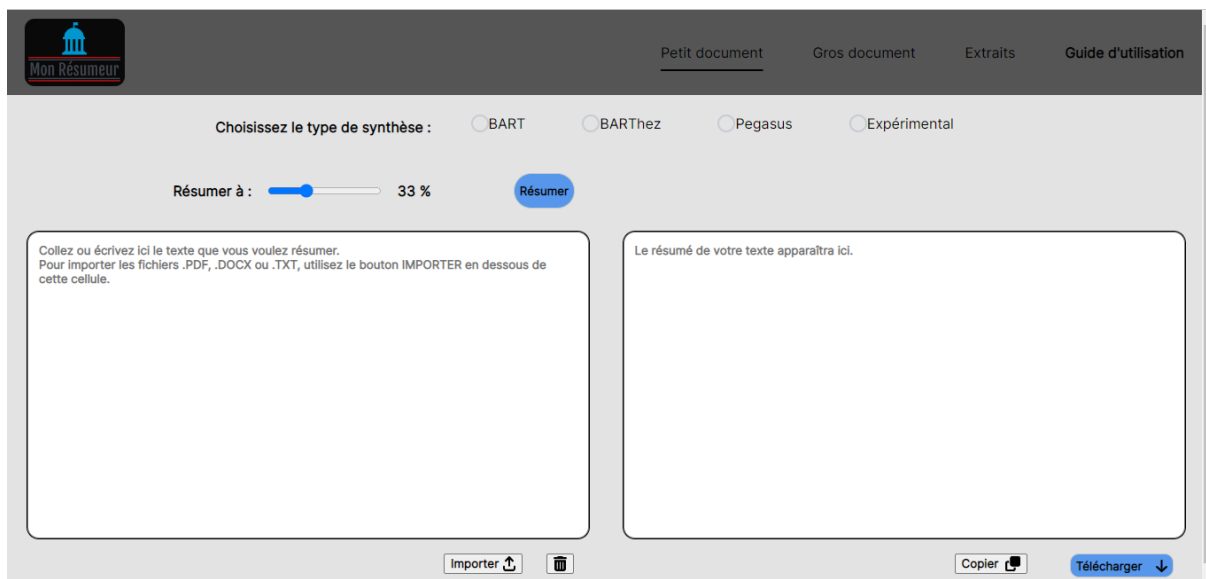 Mon Résumeur
Petit document Gros document Extraits Guide d'utilisation
Choisissez le type de synthèse : BART BARThez Pegasus Expérimental
Résumer à : 33 % Résumer
Collez ou écrivez ici le texte que vous voulez résumer.
Pour importer les fichiers .PDF, .DOCX ou .TXT, utilisez le bouton IMPORTER en dessous de
cette cellule.
Le résumé de votre texte apparaîtra ici.
Importer
Copier Télécharger